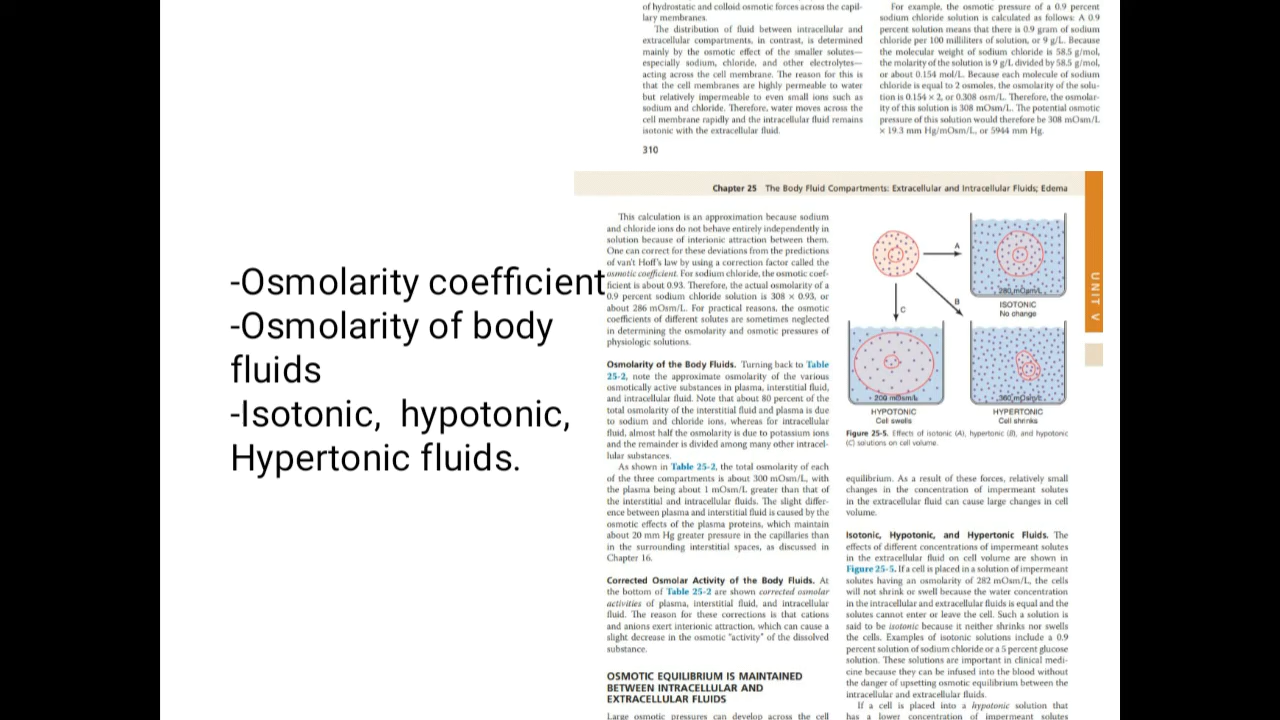 of hydrostatic and colloid osmotic forces across the capil-
lary membranes.
The distribution of fluid between intracellular and
extracellular compartments, in contrast, is determined
mainly by the osmotic effect of the smaller solutes—
especially sodium, chloride, and other electrolytes—
acting across the cell membrane. The reason for this is
that the cell membranes are highly permeable to water
but relatively impermeable to even small ions such as
sodium and chloride. Therefore, water moves across the
cell membrane rapidly and the intracellular fluid remains
isotonic with the extracellular fluid.
310
For example, the osmotic pressure of a 0.9 percent
sodium chloride solution is calculated as follows: A 0.9
percent solution means that there is 0.9 gram of sodium
chloride per 100 milliliters of solution, or 9 g/L. Because
the molecular weight of sodium chloride is 58.5 g/mol,
the molarity of the solution is 9 g/L divided by 58.5 g/mol,
or about 0.154 mol/L. Because each molecule of sodium
chloride is equal to 2 osmoles, the osmolarity of the solu-
tion is 0.154 × 2, or 0.308 osm/L. Therefore, the osmolar-
ity of this solution is 308 mOsm/L. The potential osmotic
pressure of this solution would therefore be 308 mOsm/L
× 19.3 mm Hg/mOsm/L, or 5944 mm Hg.
Chapter 25 The Body Fluid Compartments: Extracellular and Intracellular Fluids; Edema
UNIT V
-Osmolarity coefficient
-Osmolarity of body
fluids
-Isotonic, hypotonic,
Hypertonic fluids.
This calculation is an approximation because sodium
and chloride ions do not behave entirely independently in
solution because of interionic attraction between them.
One can correct for these deviations from the predictions
of van't Hoff's law by using a correction factor called the
osmotic coefficient. For sodium chloride, the osmotic coef-
ficient is about 0.93. Therefore, the actual osmolarity of a
0.9 percent sodium chloride solution is 308 × 0.93, or
about 286 mOsm/L. For practical reasons, the osmotic
coefficients of different solutes are sometimes neglected
in determining the osmolarity and osmotic pressures of
physiologic solutions.
Osmolarity of the Body Fluids. Turning back to Table
25-2, note the approximate osmolarity of the various
osmotically active substances in plasma, interstitial fluid,
and intracellular fluid. Note that about 80 percent of the
total osmolarity of the interstitial fluid and plasma is due
to sodium and chloride ions, whereas for intracellular
fluid, almost half the osmolarity is due to potassium ions
and the remainder is divided among many other intracel-
lular substances.
As shown in Table 25-2, the total osmolarity of each
of the three compartments is about 300 mOsm/L, with
the plasma being about 1 mOsm/L greater than that of
the interstitial and intracellular fluids. The slight differ-
ence between plasma and interstitial fluid is caused by the
osmotic effects of the plasma proteins, which maintain
about 20 mm Hg greater pressure in the capillaries than
in the surrounding interstitial spaces, as discussed in
Chapter 16.
Corrected Osmolar Activity of the Body Fluids. At
the bottom of Table 25-2 are shown corrected osmolar
activities of plasma, interstitial fluid, and intracellular
fluid. The reason for these corrections is that cations
and anions exert interionic attraction, which can cause a
slight decrease in the osmotic "activity" of the dissolved
substance.
OSMOTIC EQUILIBRIUM IS MAINTAINED
BETWEEN INTRACELLULAR AND
EXTRACELLULAR FLUIDS
Large osmotic pressures can develop across the cell
A
B
C
280 mOsm/L
ISOTONIC
No change
200 mOsm/L
HYPOTONIC
Cell swells
360 mOsm/L
HYPERTONIC
Cell shrinks
Figure 25-5. Effects of isotonic (A), hypertonic (B), and hypotonic
(C) solutions on cell volume.
equilibrium. As a result of these forces, relatively small
changes in the concentration of impermeant solutes
in the extracellular fluid can cause large changes in cell
volume.
Isotonic, Hypotonic, and Hypertonic Fluids. The
effects of different concentrations of impermeant solutes
in the extracellular fluid on cell volume are shown in
Figure 25-5. If a cell is placed in a solution of impermeant
solutes having an osmolarity of 282 mOsm/L, the cells
will not shrink or swell because the water concentration
in the intracellular and extracellular fluids is equal and the
solutes cannot enter or leave the cell. Such a solution is
said to be isotonic because it neither shrinks nor swells
the cells. Examples of isotonic solutions include a 0.9
percent solution of sodium chloride or a 5 percent glucose
solution. These solutions are important in clinical medi-
cine because they can be infused into the blood without
the danger of upsetting osmotic equilibrium between the
intracellular and extracellular fluids.
If a cell is placed into a hypotonic solution that
has a lower concentration of impermeant solutes